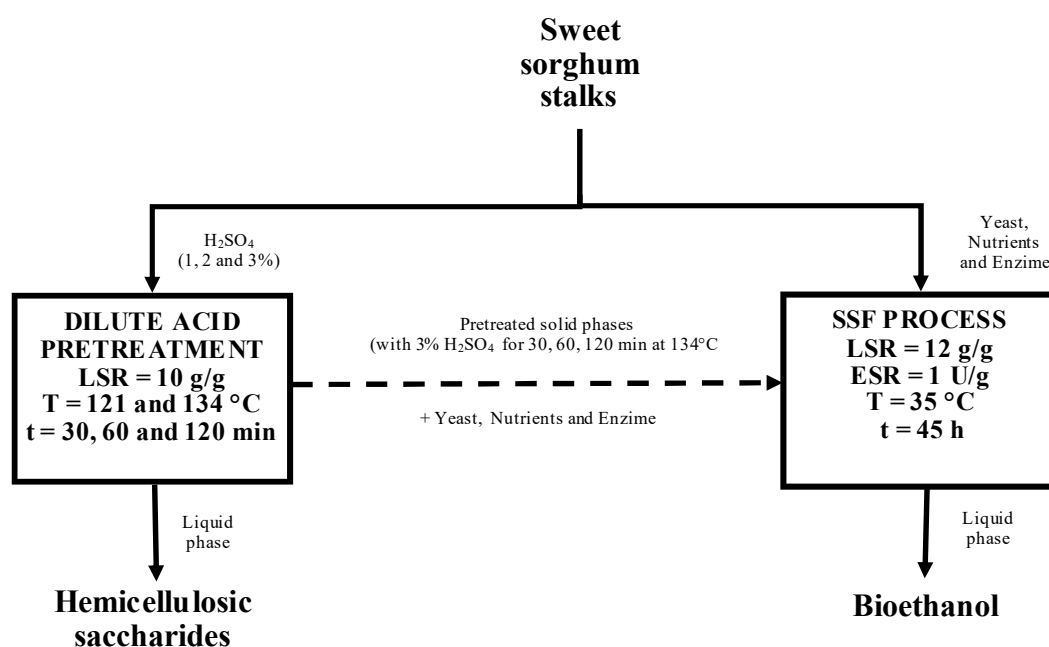 Sweet
sorghum
stalks
H₂SO₄
(1, 2 and 3%)
Yeast,
Nutrients
and Enzime
DILUTE ACID
PRETREATMENT
LSR = 10 g/g
T = 121 and 134 °C
t = 30, 60 and 120 min
Pretreated solid phases
(with 3% H₂SO₄ for 30, 60, 120 min at 134°C
+ Yeast, Nutrients and Enzime
SSF PROCESS
LSR = 12 g/g
ESR = 1 U/g
T = 35 °C
t = 45 h
Liquid
phase
Liquid
phase
Hemicellulosic
saccharides
Bioethanol